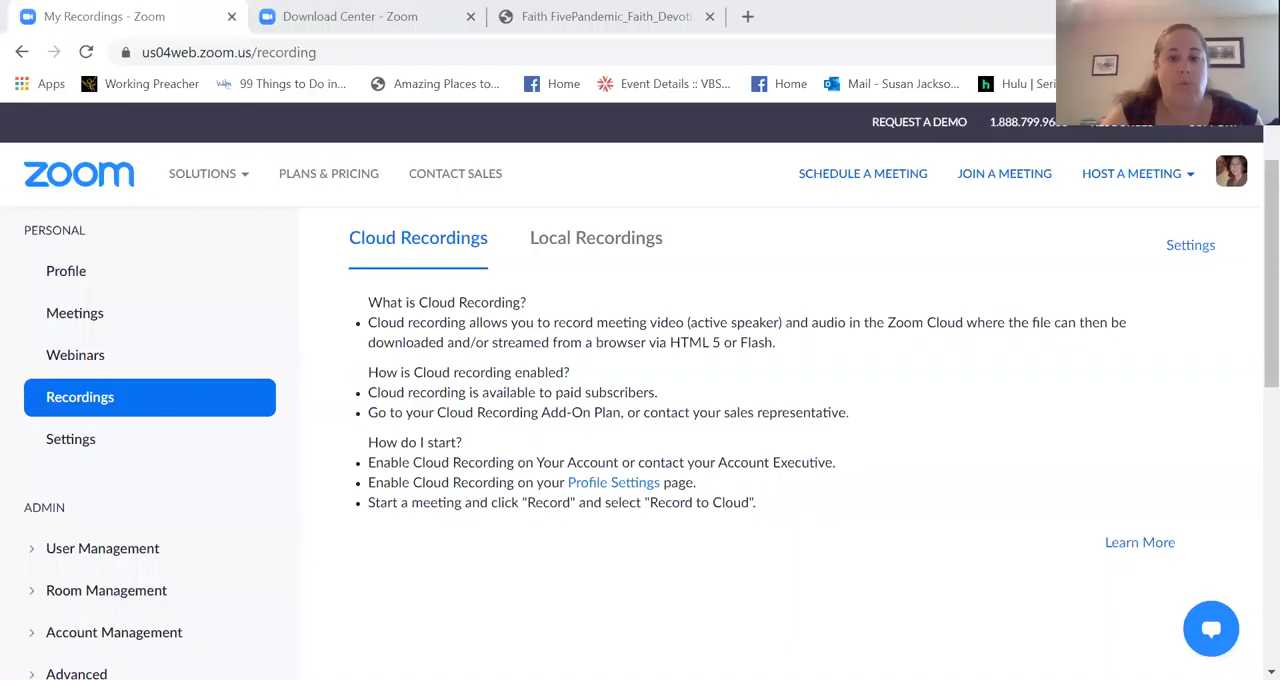 My Recordings - Zoom
Download Center - Zoom
Faith FivePandemic_Faith_Devoti
us04web.zoom.us/recording
Apps
Working Preacher
99 Things to Do in...
Amazing Places to...
Home
Event Details :: VBS...
Home
Mail - Susan Jackso...
Hulu | Seri
REQUEST A DEMO
1.888.799.96
zoom
SOLUTIONS
PLANS & PRICING
CONTACT SALES
SCHEDULE A MEETING
JOIN A MEETING
HOST A MEETING
PERSONAL
Profile
Meetings
Webinars
Recordings
Settings
ADMIN
User Management
Room Management
Account Management
Advanced
Cloud Recordings
Local Recordings
Settings
What is Cloud Recording?
Cloud recording allows you to record meeting video (active speaker) and audio in the Zoom Cloud where the file can then be
downloaded and/or streamed from a browser via HTML 5 or Flash.
How is Cloud recording enabled?
Cloud recording is available to paid subscribers.
Go to your Cloud Recording Add-On Plan, or contact your sales representative.
How do I start?
Enable Cloud Recording on Your Account or contact your Account Executive.
Enable Cloud Recording on your Profile Settings page.
Start a meeting and click "Record" and select "Record to Cloud".
Learn More